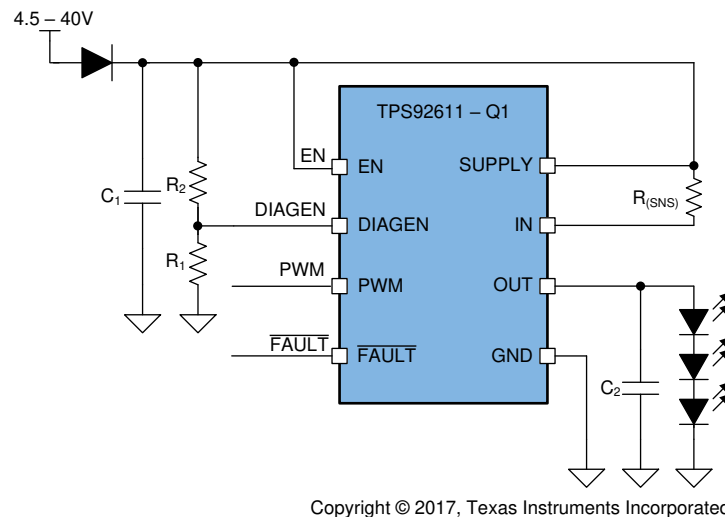 4.5 – 40V
TPS92611 – Q1
EN
EN
SUPPLY
R2
C1
R(SNS)
DIAGEN
DIAGEN
IN
R1
PWM
PWM
OUT
FAULT
FAULT
GND
C2
Copyright © 2017, Texas Instruments Incorporated